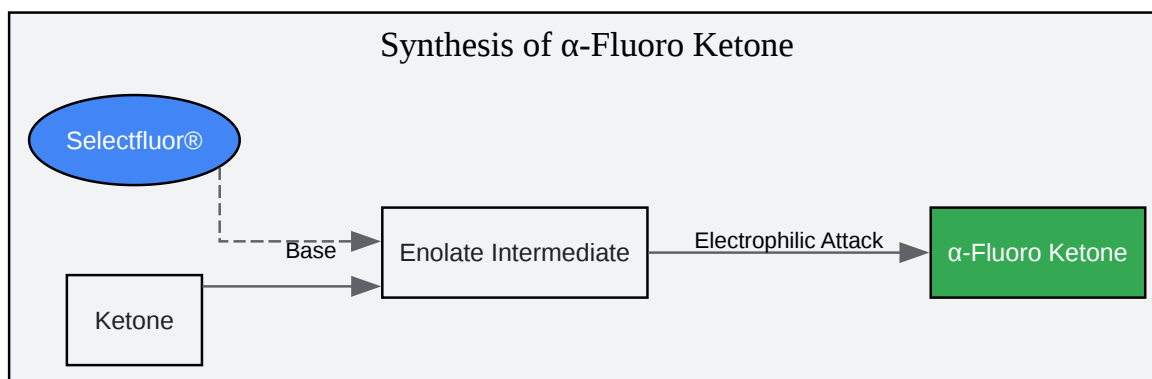 Synthesis of α-Fluoro Ketone
Selectfluor®
Base
Enolate Intermediate
Electrophilic Attack
α-Fluoro Ketone
Ketone